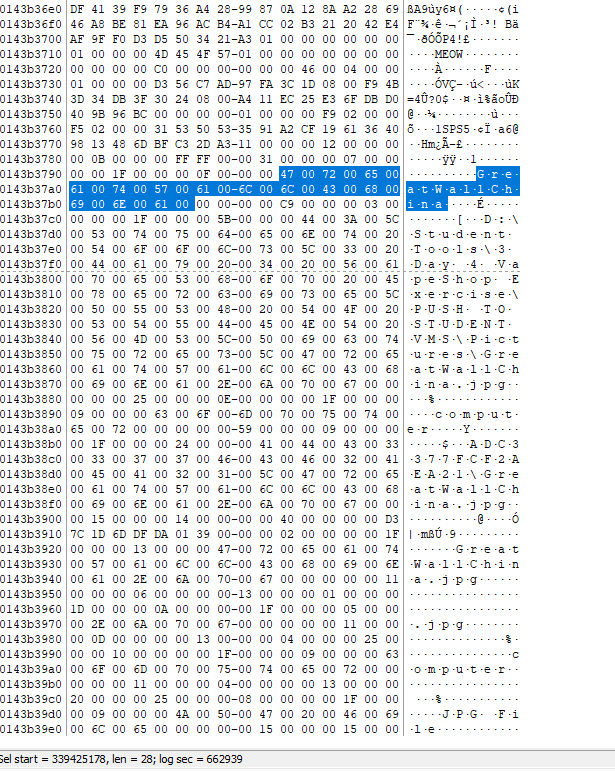 0143b36e0 DF 41 39 F9 79 36 A4 28-99 87 0A 12 8A A2 28 69 ßA9ùy6¤(·····¢(i
0143b36f0 46 A8 BE 81 EA 96 AC B4-A1 CC 02 B3 21 20 42 E4 F¨¾·ê·¬´¡Ì·³! Bä
0143b3700 AF 9F F0 D3 D5 50 34 21-A3 01 00 00 00 00 00 00 ¯·ðÓÕP4!£·······
0143b3710 00 00 00 00 4D 45 4F 57-01 00 00 00 00 00 00 00 ····MEOW········
0143b3720 00 00 00 00 C0 00 00 00-00 00 00 46 00 04 00 00 ····À······F····
0143b3730 01 00 00 00 D3 56 C7 AD-97 FA 3C 1D 08 00 F9 4B ····ÓVÇ-·ú<···ùK
0143b3740 3D 34 DB 3F 30 24 08 00-A4 11 EC 25 E3 6F DB D0 =4Û?0$··¤·ì%ãoÛÐ
0143b3750 40 9B 96 BC 00 00 00 00-01 00 00 00 F9 02 00 00 @··¼········ù···
0143b3760 F5 02 00 00 31 53 50 53-35 91 A2 CF 19 61 36 40 õ···1SPS5·¢Ï·a6@
0143b3770 98 13 48 6D BF C3 2D A3-11 00 00 00 12 00 00 00 ··Hm¿Ã-£········
0143b3780 00 0B 00 00 00 FF FF 00-00 31 00 00 00 07 00 00 ·····ÿÿ··1······
0143b3790 00 00 1F 00 00 00 0F 00-00 00 47 00 72 00 65 00 ··········G·r·e·
0143b37a0 61 00 74 00 57 00 61 00-6C 00 6C 00 43 00 68 00 a·t·W·a·l·l·C·h·
0143b37b0 69 00 6E 00 61 00 00 00-00 00 C9 00 00 00 03 00 i·n·a·····É·····
0143b37c0 00 00 00 1F 00 00 00 5B-00 00 00 44 00 3A 00 5C ·······[···D·:·\
0143b37d0 00 53 00 74 00 75 00 64-00 65 00 6E 00 74 00 20 ·S·t·u·d·e·n·t· 
0143b37e0 00 54 00 6F 00 6F 00 6C-00 73 00 5C 00 33 00 20 ·T·o·o·l·s·\·3· 
0143b37f0 00 44 00 61 00 79 00 20-00 34 00 20 00 56 00 61 ·D·a·y· ·4· ·V·a
0143b3800 00 70 00 65 00 53 00 68-00 6F 00 70 00 20 00 45 ·p·e·S·h·o·p· ·E
0143b3810 00 78 00 65 00 72 00 63-00 69 00 73 00 65 00 5C ·x·e·r·c·i·s·e·\
0143b3820 00 50 00 55 00 53 00 48-00 20 00 54 00 4F 00 20 ·P·U·S·H· ·T·O· 
0143b3830 00 53 00 54 00 55 00 44-00 45 00 4E 00 54 00 20 ·S·T·U·D·E·N·T· 
0143b3840 00 56 00 4D 00 53 00 5C-00 50 00 69 00 63 00 74 ·V·M·S·\·P·i·c·t
0143b3850 00 75 00 72 00 65 00 73-00 5C 00 47 00 72 00 65 ·u·r·e·s·\·G·r·e
0143b3860 00 61 00 74 00 57 00 61-00 6C 00 6C 00 43 00 68 ·a·t·W·a·l·l·C·h
0143b3870 00 69 00 6E 00 61 00 2E-00 6A 00 70 00 67 00 00 ·i·n·a·.·j·p·g··
0143b3880 00 00 00 25 00 00 00 0E-00 00 00 00 1F 00 00 00 ···%············
0143b3890 09 00 00 00 63 00 6F 00-6D 00 70 00 75 00 74 00 ····c·o·m·p·u·t·
0143b38a0 65 00 72 00 00 00 00 00-59 00 00 00 09 00 00 00 e·r·····Y·······
0143b38b0 00 1F 00 00 00 24 00 00-00 41 00 44 00 43 00 33 ·····$···A·D·C·3
0143b38c0 00 33 00 37 00 37 00 46-00 43 00 46 00 32 00 41 ·3·7·7·F·C·F·2·A
0143b38d0 00 45 00 41 00 32 00 31-00 5C 00 47 00 72 00 65 ·E·A·2·1·\·G·r·e
0143b38e0 00 61 00 74 00 57 00 61-00 6C 00 6C 00 43 00 68 ·a·t·W·a·l·l·C·h
0143b38f0 00 69 00 6E 00 61 00 2E-00 6A 00 70 00 67 00 00 ·i·n·a·.·j·p·g··
0143b3900 00 15 00 00 00 14 00 00-00 00 40 00 00 00 00 D3 ··········@····Ó
0143b3910 7C 1D 6D DF DA 01 39 00-00 00 02 00 00 00 00 1F |·mßÚ·9·········
0143b3920 00 00 00 13 00 00 00 47-00 72 00 65 00 61 00 74 ·······G·r·e·a·t
0143b3930 00 57 00 61 00 6C 00 6C-00 43 00 68 00 69 00 6E ·W·a·l·l·C·h·i·n
0143b3940 00 61 00 2E 00 6A 00 70-00 67 00 00 00 00 00 11 ·a·.·j·p·g······
0143b3950 00 00 00 06 00 00 00 00-13 00 00 00 01 00 00 00 ················
0143b3960 1D 00 00 00 0A 00 00 00-00 1F 00 00 00 05 00 00 ················
0143b3970 00 2E 00 6A 00 70 00 67-00 00 00 00 00 11 00 00 ·.·j·p·g········
0143b3980 00 0D 00 00 00 00 13 00-00 00 04 00 00 00 25 00 ··············%·
0143b3990 00 00 10 00 00 00 00 1F-00 00 00 09 00 00 00 63 ···············c
0143b39a0 00 6F 00 6D 00 70 00 75-00 74 00 65 00 72 00 00 ·o·m·p·u·t·e·r··
0143b39b0 00 00 00 11 00 00 00 04-00 00 00 00 13 00 00 00 ················
0143b39c0 20 00 00 00 25 00 00 00-08 00 00 00 00 1F 00 00 ···%···········
0143b39d0 00 09 00 00 00 4A 00 50-00 47 00 20 00 46 00 69 ·····J·P·G· ·F·i
0143b39e0 00 6C 00 65 00 00 00 00-00 15 00 00 00 15 00 00 ·l·e············
Sel start = 339425178, len = 28; log sec = 662939